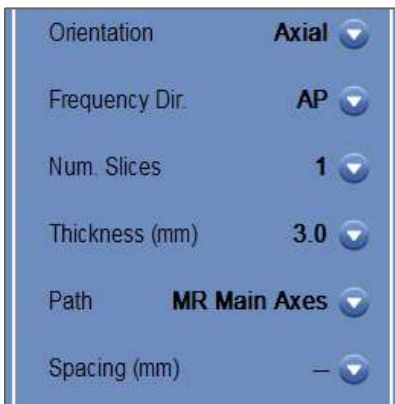 Orientation Axial
Frequency Dir. AP
Num. Slices 1
Thickness (mm) 3.0
Path MR Main Axes
Spacing (mm) –